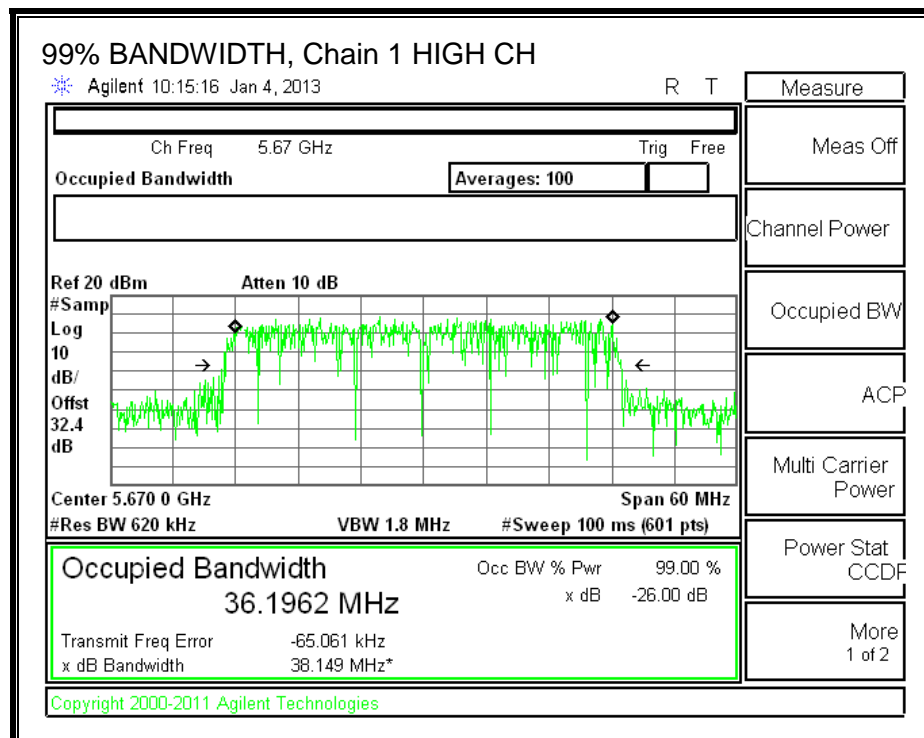 99% BANDWIDTH, Chain 1 HIGH CH
Agilent 10:15:16 Jan 4, 2013 R T
Measure
Ch Freq 5.67 GHz Trig Free
Meas Off
Occupied Bandwidth Averages: 100
Channel Power
Ref 20 dBm Atten 10 dB
#Samp
Log
10
dB/
Offst
32.4
dB
Occupied BW
ACP
Multi Carrier
Power
Center 5.670 0 GHz Span 60 MHz
#Res BW 620 kHz VBW 1.8 MHz #Sweep 100 ms (601 pts)
Power Stat
CCDF
Occupied Bandwidth Occ BW % Pwr 99.00 %
36.1962 MHz x dB -26.00 dB
Transmit Freq Error -65.061 kHz
x dB Bandwidth 38.149 MHz*
More
1 of 2
Copyright 2000-2011 Agilent Technologies